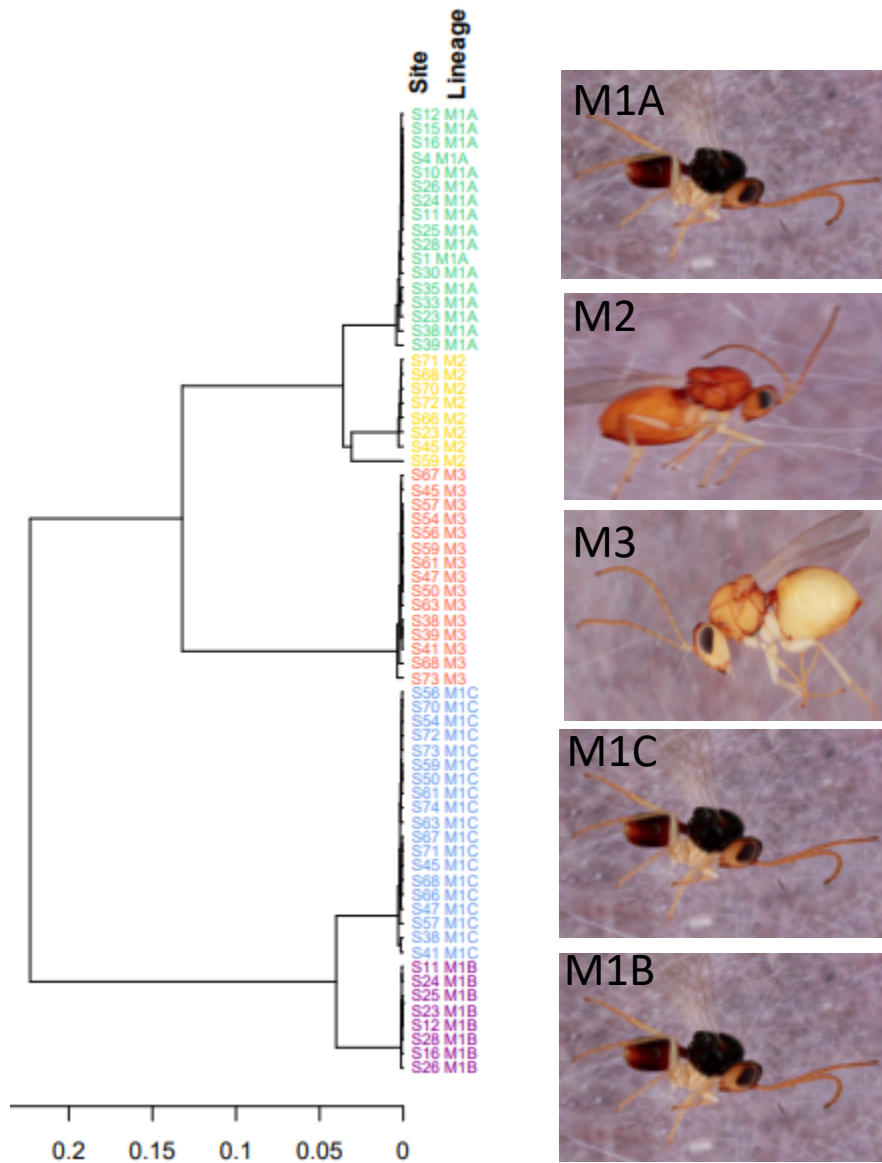 Site Lineage
S12 M1A
S15 M1A
S16 M1A
S4 M1A
S10 M1A
S26 M1A
S24 M1A
S11 M1A
S25 M1A
S28 M1A
S1 M1A
S30 M1A
S35 M1A
S33 M1A
S23 M1A
S38 M1A
S39 M1A
S71 M2
S68 M2
S70 M2
S72 M2
S66 M2
S23 M2
S45 M2
S59 M2
S67 M3
S45 M3
S57 M3
S54 M3
S56 M3
S59 M3
S61 M3
S47 M3
S50 M3
S63 M3
S38 M3
S39 M3
S41 M3
S68 M3
S73 M3
S56 M1C
S70 M1C
S54 M1C
S72 M1C
S73 M1C
S59 M1C
S50 M1C
S61 M1C
S74 M1C
S63 M1C
S67 M1C
S71 M1C
S45 M1C
S68 M1C
S66 M1C
S47 M1C
S57 M1C
S38 M1C
S41 M1C
S11 M1B
S24 M1B
S25 M1B
S23 M1B
S12 M1B
S28 M1B
S16 M1B
S26 M1B
0.2 0.15 0.1 0.05 0
M1A
M2
M3
M1C
M1B